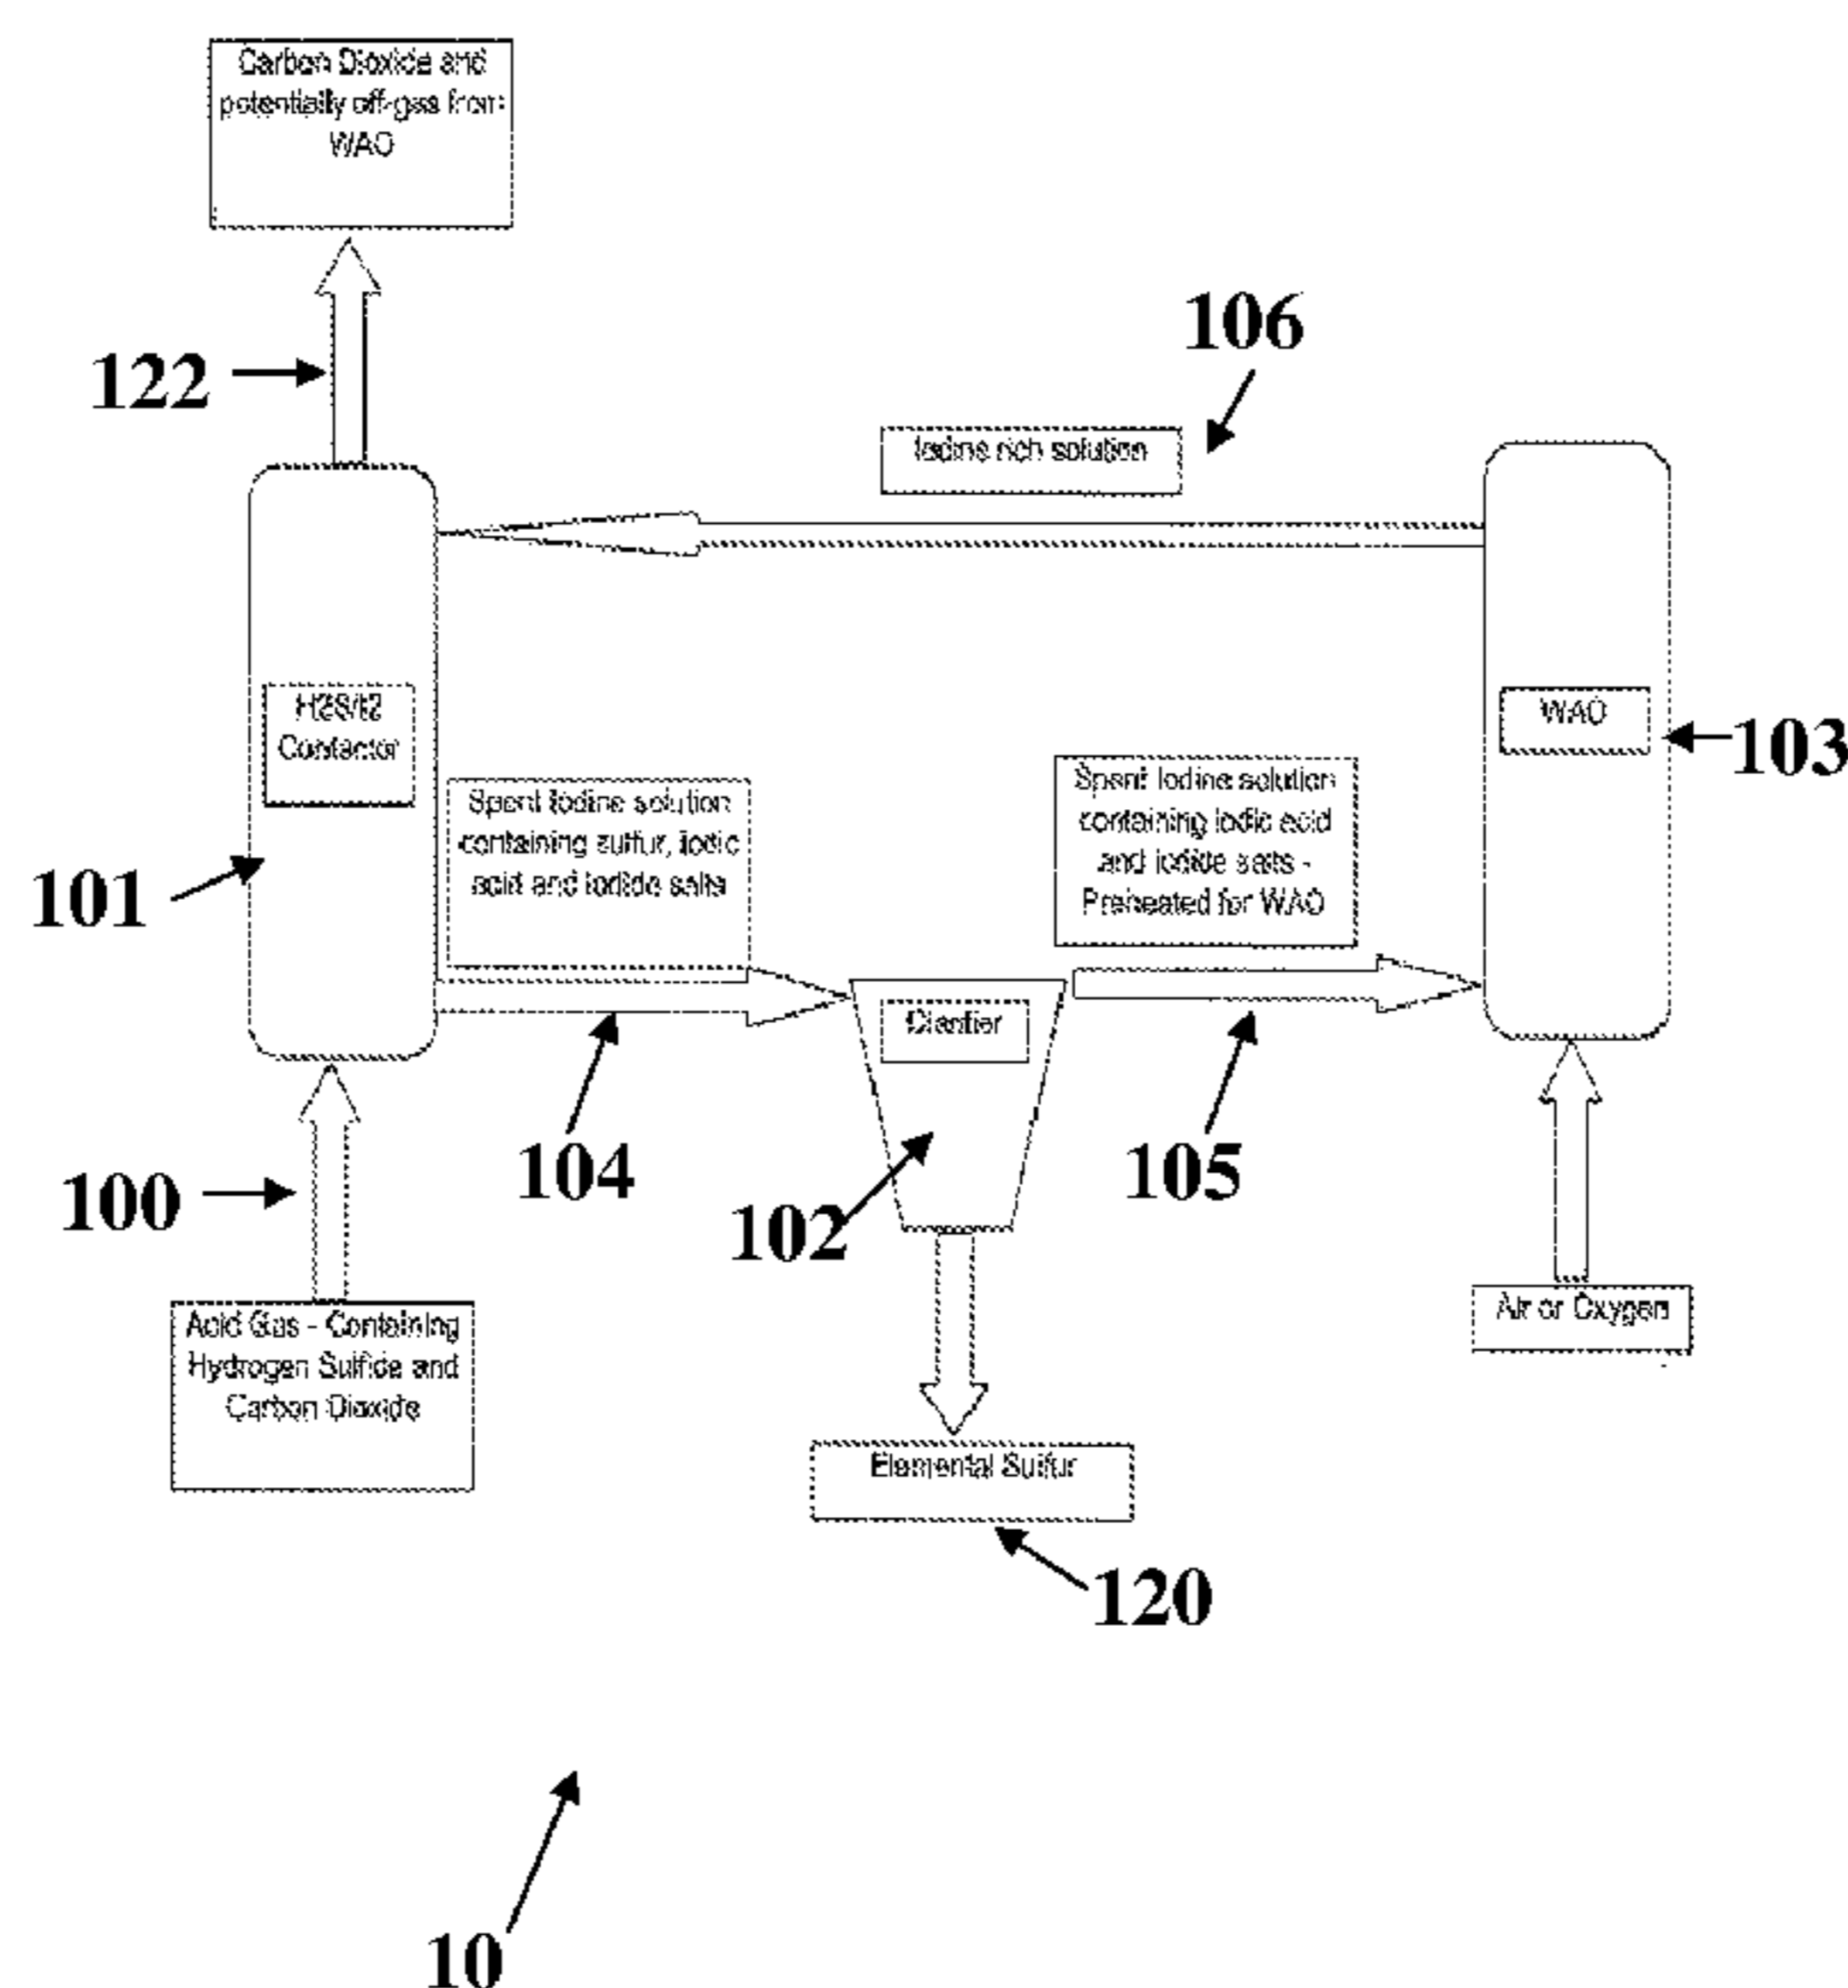 Carbon Dioxide and
potentially off-gas from
WAO
106
122
Iodine rich solution
H2S/I2
Contactor
WAO
103
Spent Iodine solution
containing sulfur, iodic
acid and iodide salts
Spent Iodine solution
containing iodic acid
and iodide salts -
Preheated for WAO
101
Clarifier
104
105
100
102
Acid Gas - Containing
Hydrogen Sulfide and
Carbon Dioxide
Air or Oxygen
Elemental Sulfur
120
10